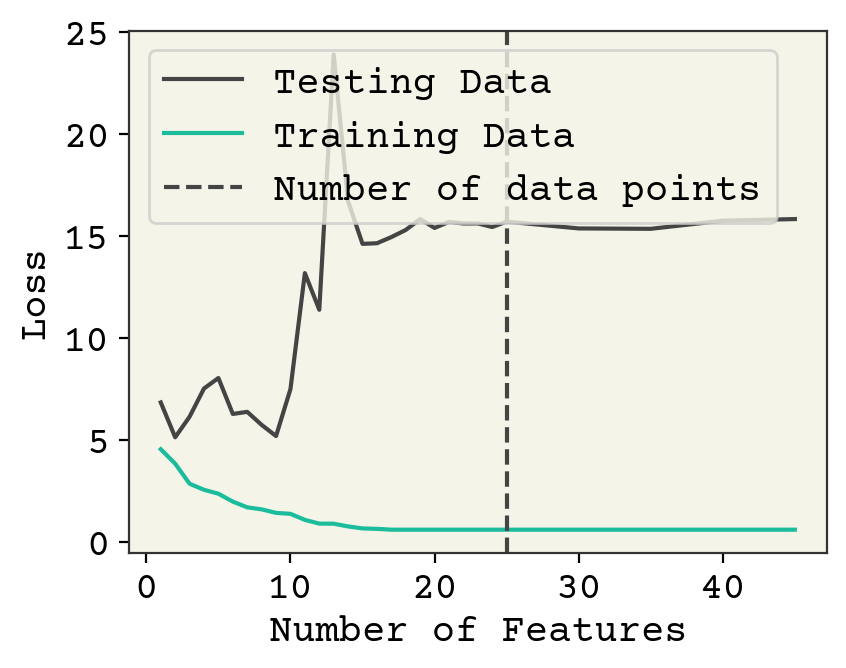 25
20
15
10
5
0
Loss
Testing Data
Training Data
Number of data points
0 10 20 30 40
Number of Features